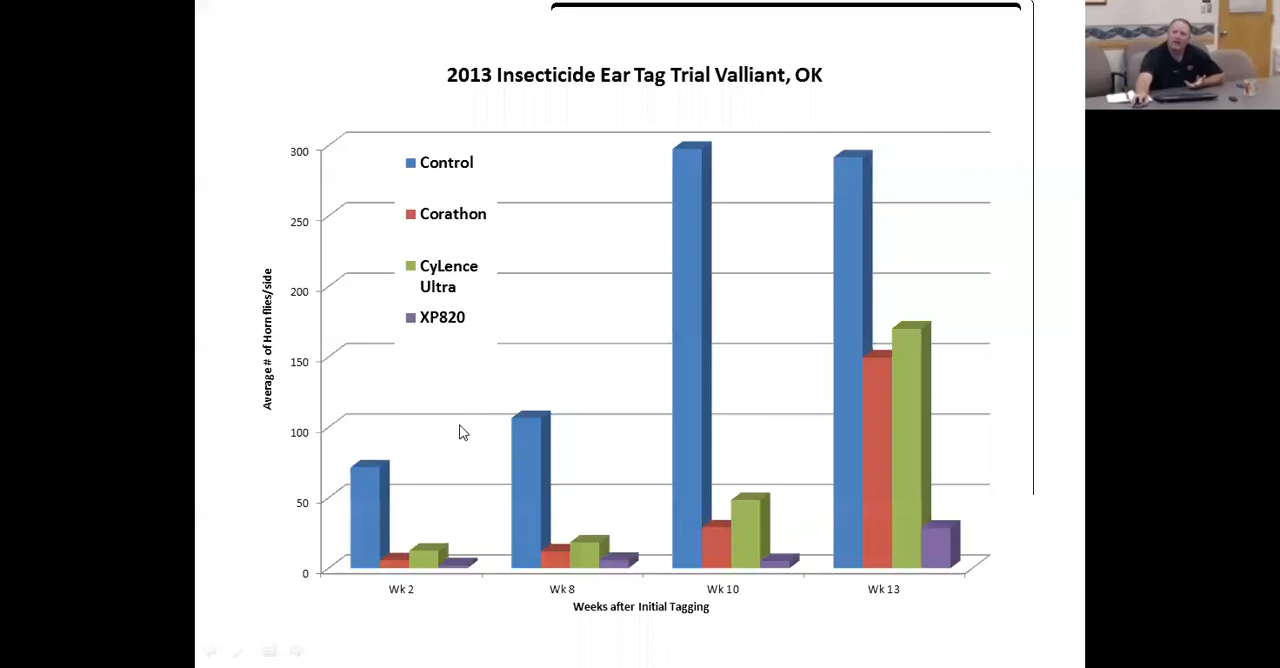 2013 Insecticide Ear Tag Trial Valliant, OK
300
250
200
150
100
50
0
Average # of Horn flies/side
Control
Corathon
CyLence
Ultra
XP820
Wk 2
Wk 8
Wk 10
Wk 13
Weeks after Initial Tagging